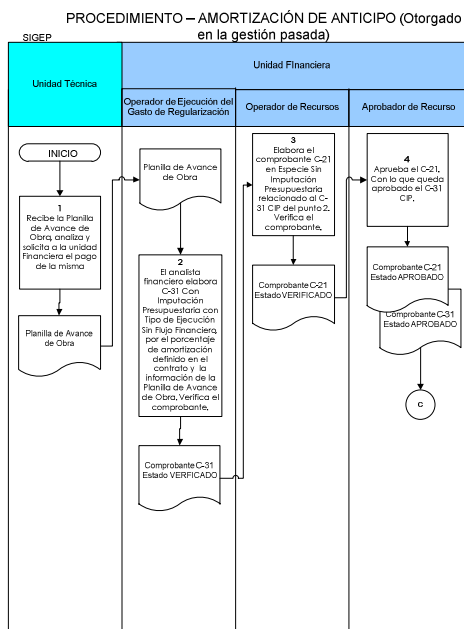 PROCEDIMIENTO – AMORTIZACIÓN DE ANTICIPO (Otorgado
en la gestión pasada)
SIGEP
Unidad Técnica
Unidad Financiera
Operador de Ejecución del
Gasto de Regularización
Operador de Recursos
Aprobador de Recurso
INICIO
1
Recibe la Planilla
de Avance de
Obra, analiza y
solicita a la unidad
Financiera el pago
de la misma
Planilla de Avance
de Obra
Planilla de Avance
de Obra
2
El analista
financiero elabora
C-31 Con
Imputación
Presupuestaria con
Tipo de Ejecución
Sin Flujo Financiero,
por el porcentaje
de amortización
definido en el
contrato y la
información de la
Planilla de Avance
de Obra. Verifica el
comprobante.
Comprobante C-31
Estado VERFICADO
3
Elabora el
comprobante C-21
en Especie Sin
Imputación
Presupuestaria
relacionado al C-
31 CIP del punto 2.
Verifica el
comprobante.
Comprobante C-21
Estado VERIFICADO
4
Aprueba el C-21.
Con lo que queda
aprobado el C-31
CIP.
Comprobante C-21
Estado APROBADO
Comprobante C-31
Estado APROBADO
C